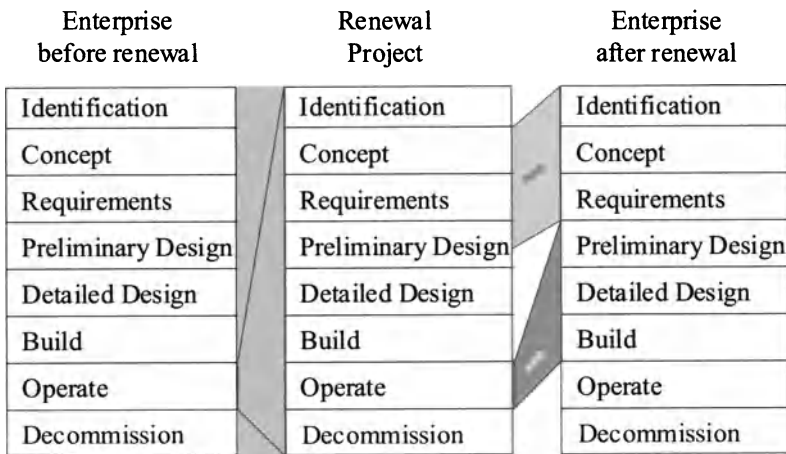 Enterprise
before renewal
Renewal
Project
Enterprise
after renewal
Identification
Concept
Requirements
Preliminary Design
Detailed Design
Build
Operate
Decommission
Identification
Concept
Requirements
Preliminary Design
Detailed Design
Build
Operate
Decommission
Identification
Concept
Requirements
Preliminary Design
Detailed Design
Build
Operate
Decommission